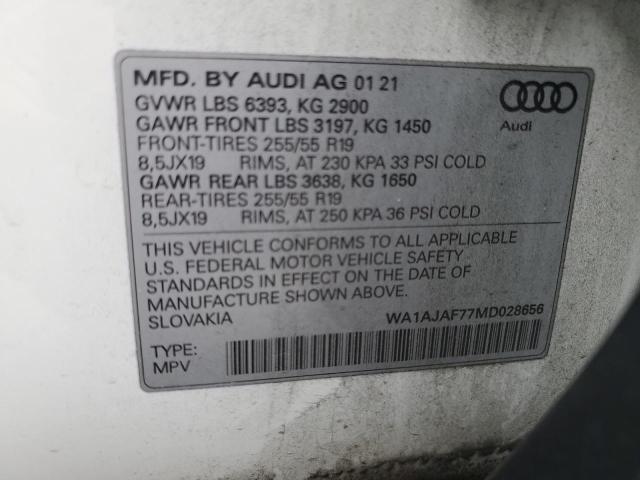 MFD. BY AUDI AG 01 21
GVWR LBS 6393, KG 2900
GAWR FRONT LBS 3197, KG 1450
FRONT-TIRES 255/55 R19
8,5JX19 RIMS, AT 230 KPA 33 PSI COLD
GAWR REAR LBS 3638, KG 1650
REAR-TIRES 255/55 R19
8,5JX19 RIMS, AT 250 KPA 36 PSI COLD
Audi
THIS VEHICLE CONFORMS TO ALL APPLICABLE
U.S. FEDERAL MOTOR VEHICLE SAFETY
STANDARDS IN EFFECT ON THE DATE OF
MANUFACTURE SHOWN ABOVE.
SLOVAKIA WA1AJAF77MD028656
TYPE:
MPV